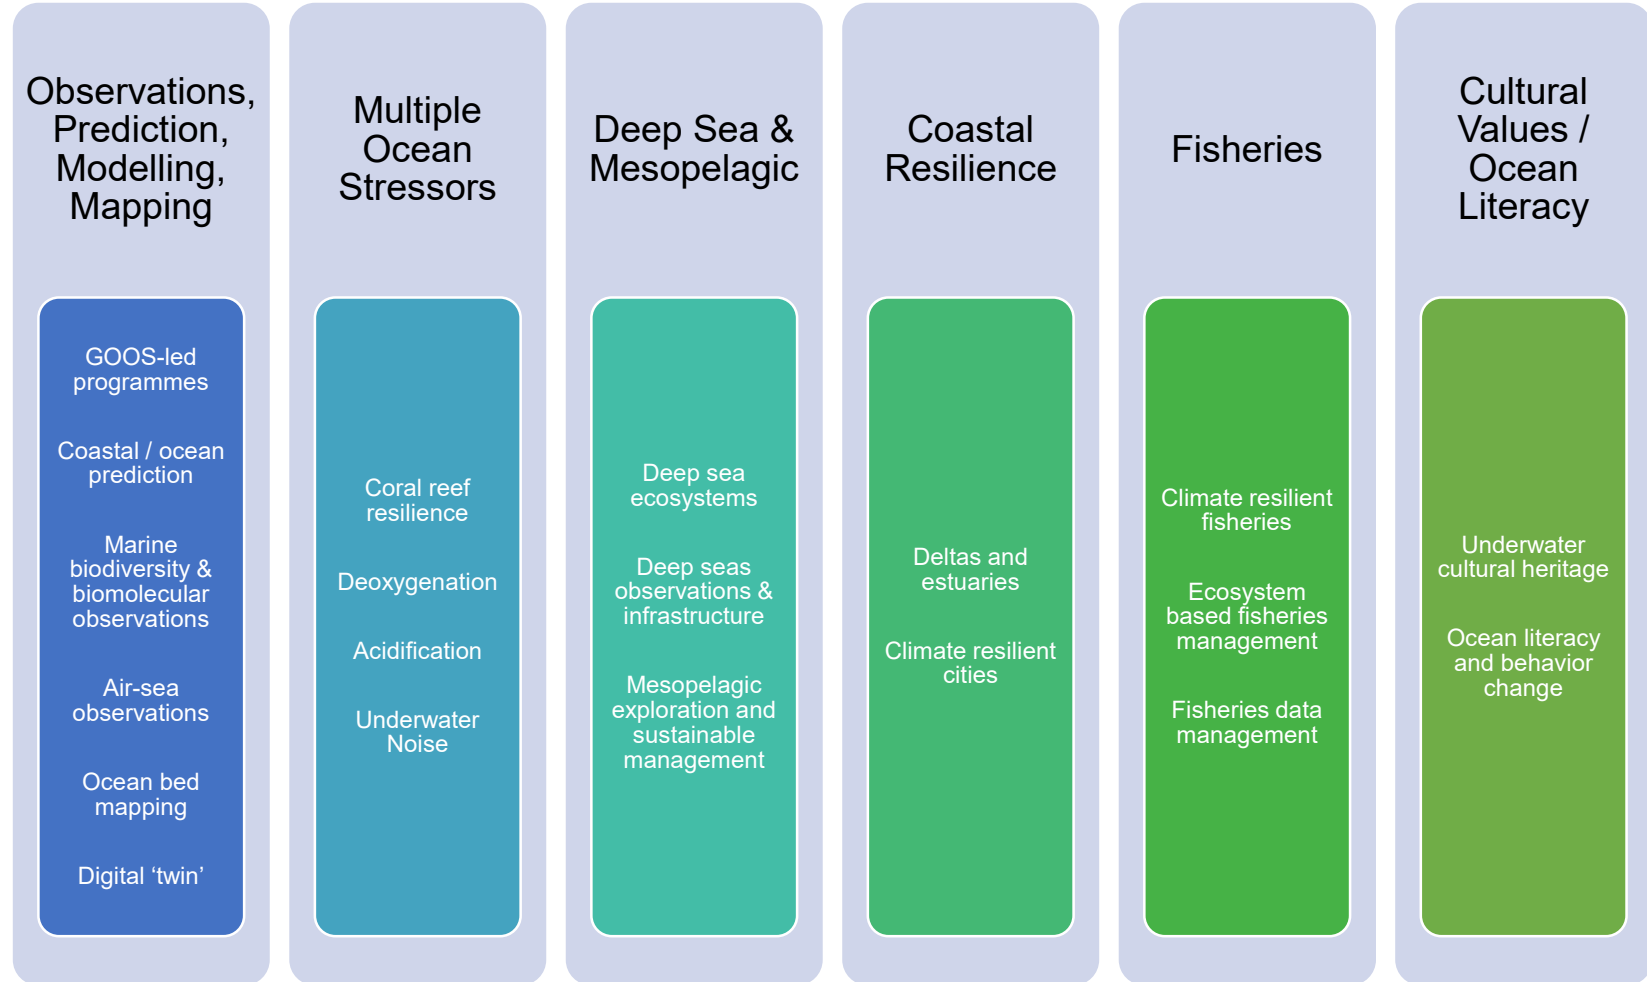 Observations,
Prediction,
Modelling,
Mapping
GOOS-led
programmes
Coastal / ocean
prediction
Marine
biodiversity &
biomolecular
observations
Air-sea
observations
Ocean bed
mapping
Digital ‘twin’
Multiple
Ocean
Stressors
Coral reef
resilience
Deoxygenation
Acidification
Underwater
Noise
Deep Sea &
Mesopelagic
Deep sea
ecosystems
Deep seas
observations &
infrastructure
Mesopelagic
exploration and
sustainable
management
Coastal
Resilience
Deltas and
estuaries
Climate resilient
cities
Fisheries
Climate resilient
fisheries
Ecosystem
based fisheries
management
Fisheries data
management
Cultural
Values /
Ocean
Literacy
Underwater
cultural heritage
Ocean literacy
and behavior
change